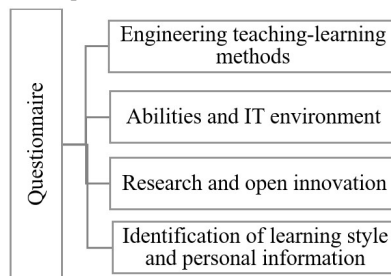 Questionnaire
Engineering teaching-learning
methods
Abilities and IT environment
Research and open innovation
Identification of learning style
and personal information